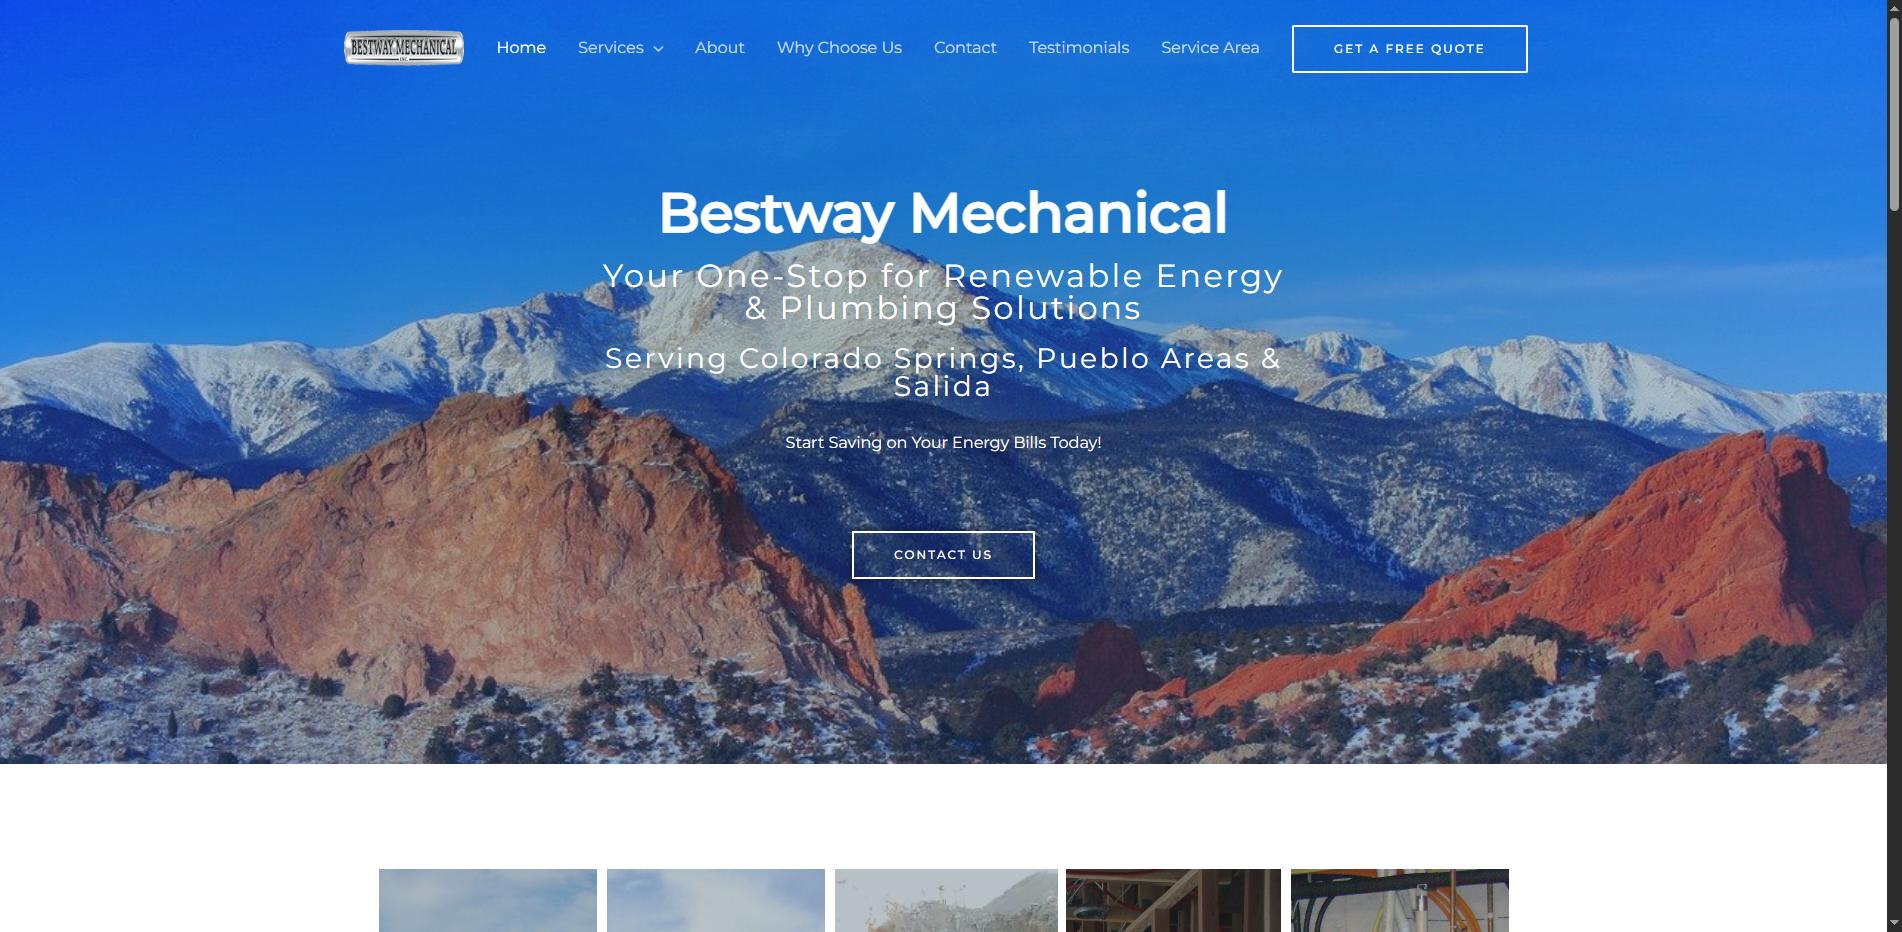 BESTWAY MECHANICAL
INC.
Home
Services
About
Why Choose Us
Contact
Testimonials
Service Area
GET A FREE QUOTE
Bestway Mechanical
Your One-Stop for Renewable Energy
& Plumbing Solutions
Serving Colorado Springs, Pueblo Areas &
Salida
Start Saving on Your Energy Bills Today!
CONTACT US